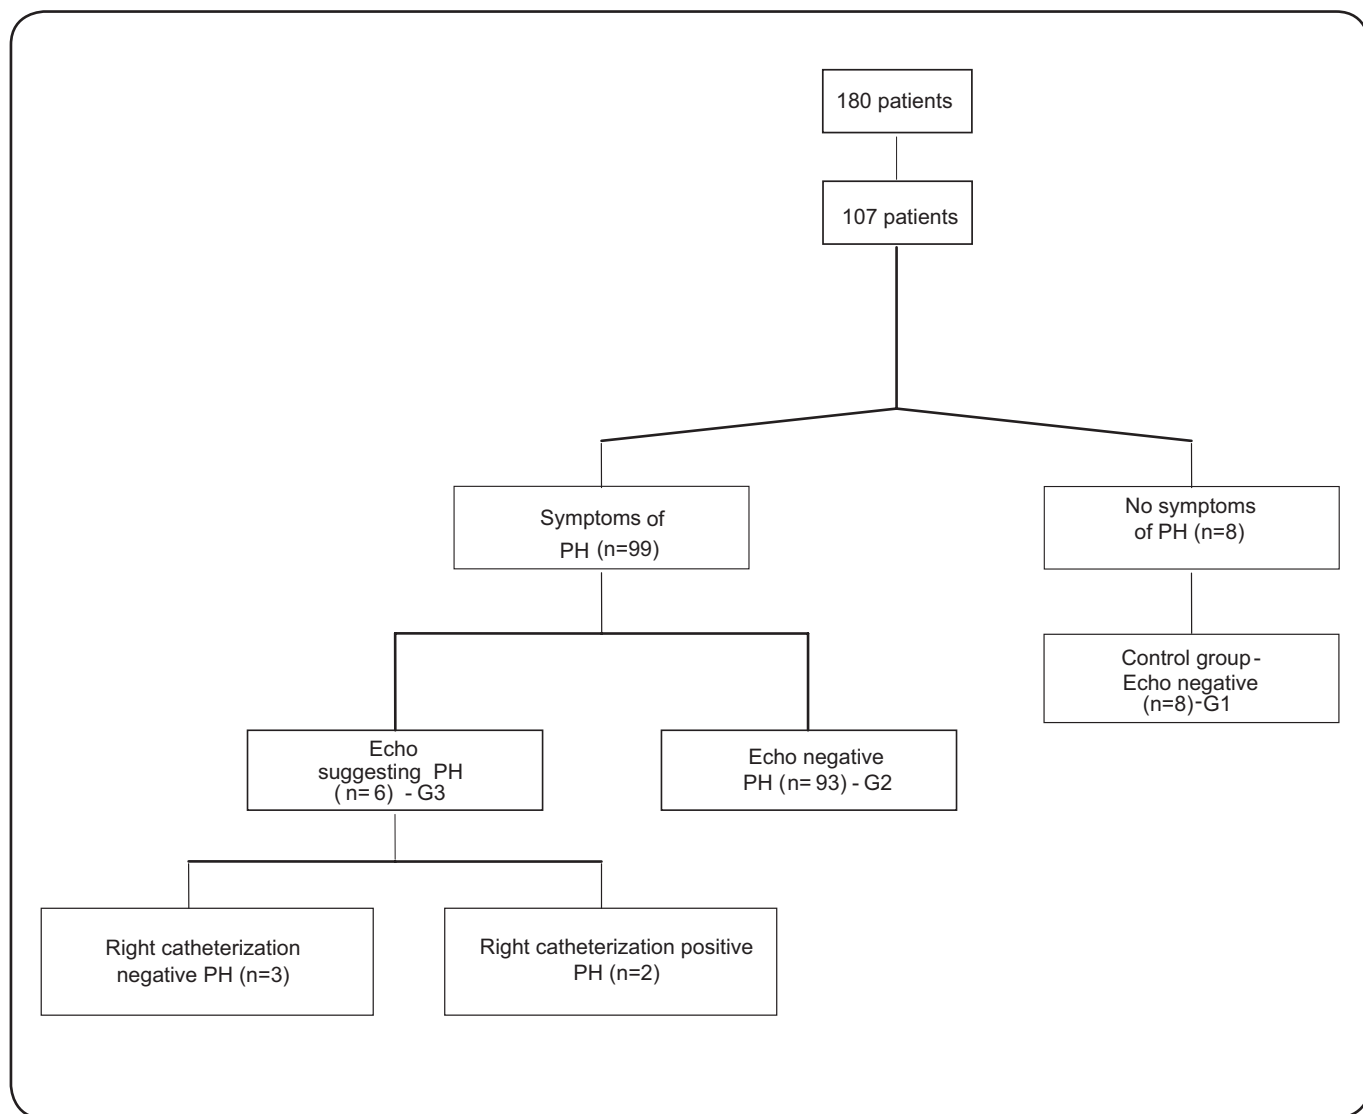 180 patients
107 patients
Symptoms of
PH (n=99)
No symptoms
of PH (n=8)
Control group-
Echo negative
(n=8)-G1
Echo
suggesting PH
( n= 6) - G3
Echo negative
PH (n= 93) - G2
Right catheterization
negative PH (n=3)
Right catheterization positive
PH (n=2)